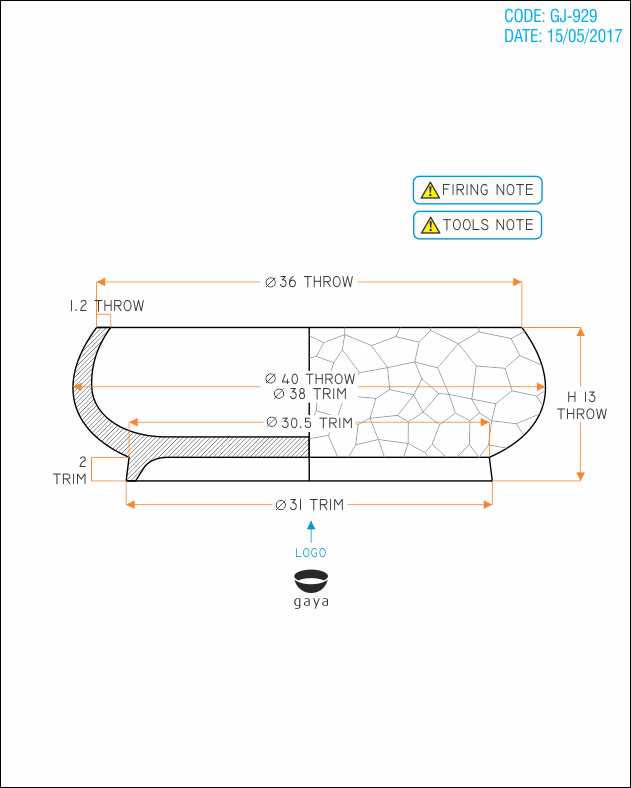 CODE: GJ-929
DATE: 15/05/2017
FIRING NOTE
TOOLS NOTE
Ø 36 THROW
1.2 THROW
Ø 40 THROW
Ø 38 TRIM
H 13
THROW
Ø 30.5 TRIM
2
TRIM
Ø 31 TRIM
LOGO
gaya